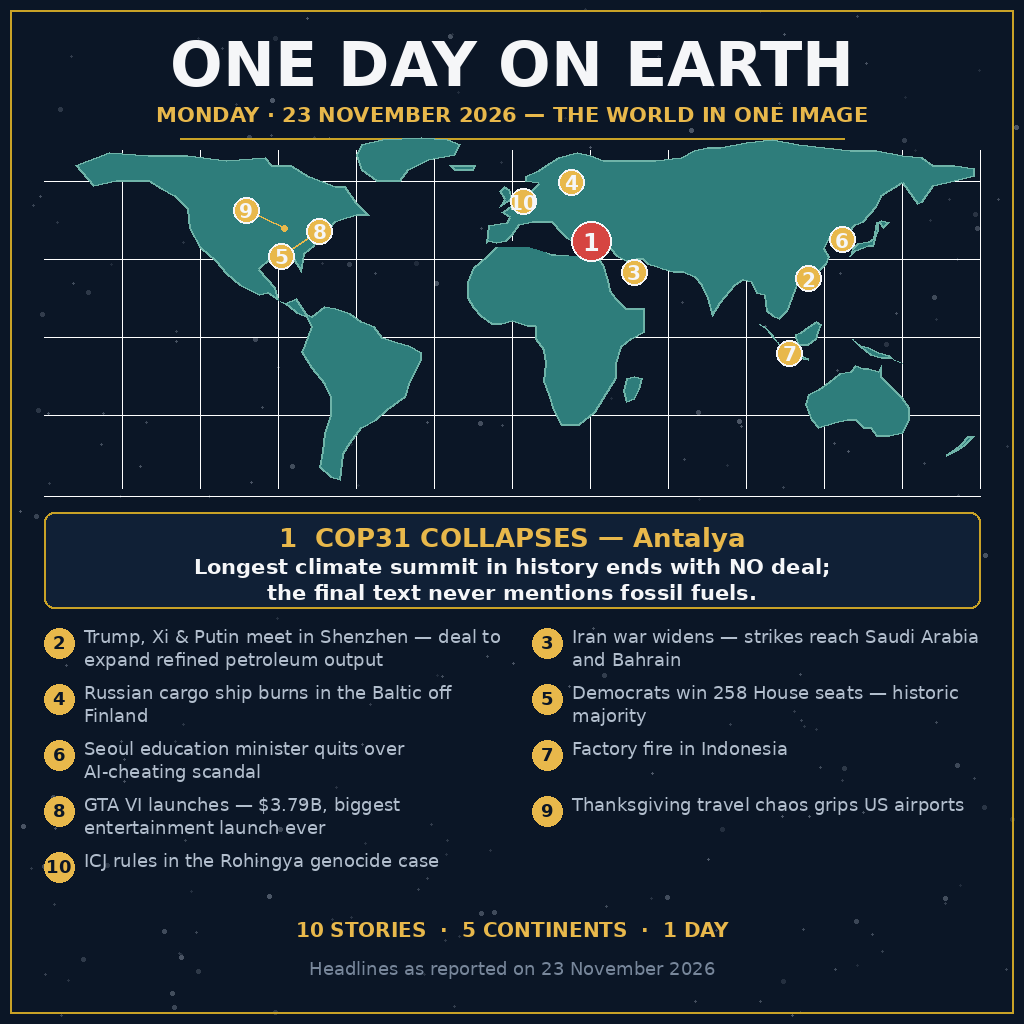 ONE DAY ON EARTH
MONDAY · 23 NOVEMBER 2026 — THE WORLD IN ONE IMAGE
9
4
10
8
5
1
6
3
2
7
1 COP31 COLLAPSES — Antalya
Longest climate summit in history ends with NO deal;
the final text never mentions fossil fuels.
2 Trump, Xi & Putin meet in Shenzhen — deal to
expand refined petroleum output
3 Iran war widens — strikes reach Saudi Arabia
and Bahrain
4 Russian cargo ship burns in the Baltic off
Finland
5 Democrats win 258 House seats — historic
majority
6 Seoul education minister quits over
AI-cheating scandal
7 Factory fire in Indonesia
8 GTA VI launches — $3.79B, biggest
entertainment launch ever
9 Thanksgiving travel chaos grips US airports
10 ICJ rules in the Rohingya genocide case
10 STORIES · 5 CONTINENTS · 1 DAY
Headlines as reported on 23 November 2026